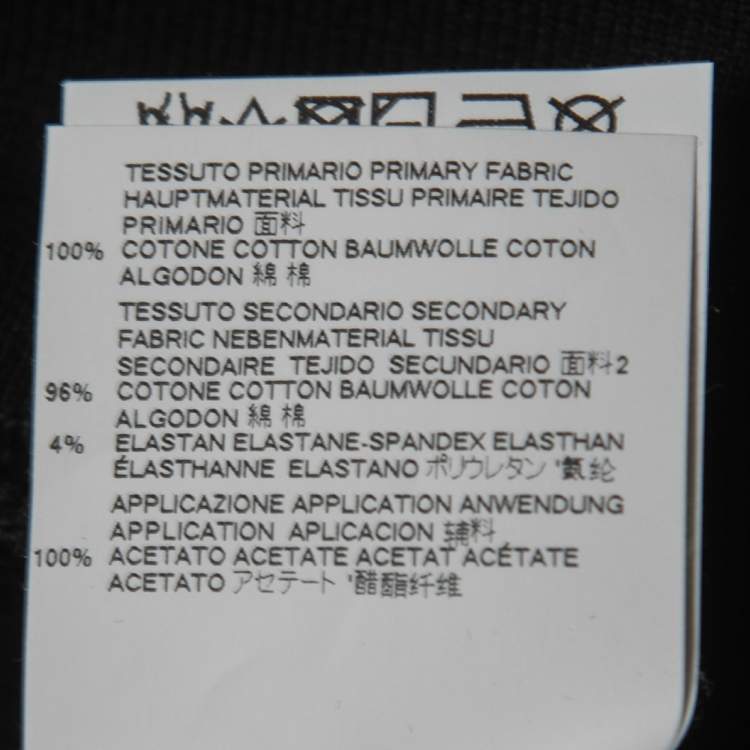 TESSUTO PRIMARIO PRIMARY FABRIC
HAUPTMATERIAL TISSU PRIMAIRE TEJIDO
PRIMARIO 面料
100% COTONE COTTON BAUMWOLLE COTON
ALGODON 綿 棉
TESSUTO SECONDARIO SECONDARY
FABRIC NEBENMATERIAL TISSU
SECONDAIRE TEJIDO SECUNDARIO 面料2
96% COTONE COTTON BAUMWOLLE COTON
ALGODON 綿 棉
4% ELASTAN ELASTANE-SPANDEX ELASTHAN
ÉLASTHANNE ELASTANO ポリウレタン '氨纶
APPLICAZIONE APPLICATION ANWENDUNG
APPLICATION APLICACION 辅料
100% ACETATO ACETATE ACETAT ACÉTATE
ACETATO アセテート '醋酯纤维